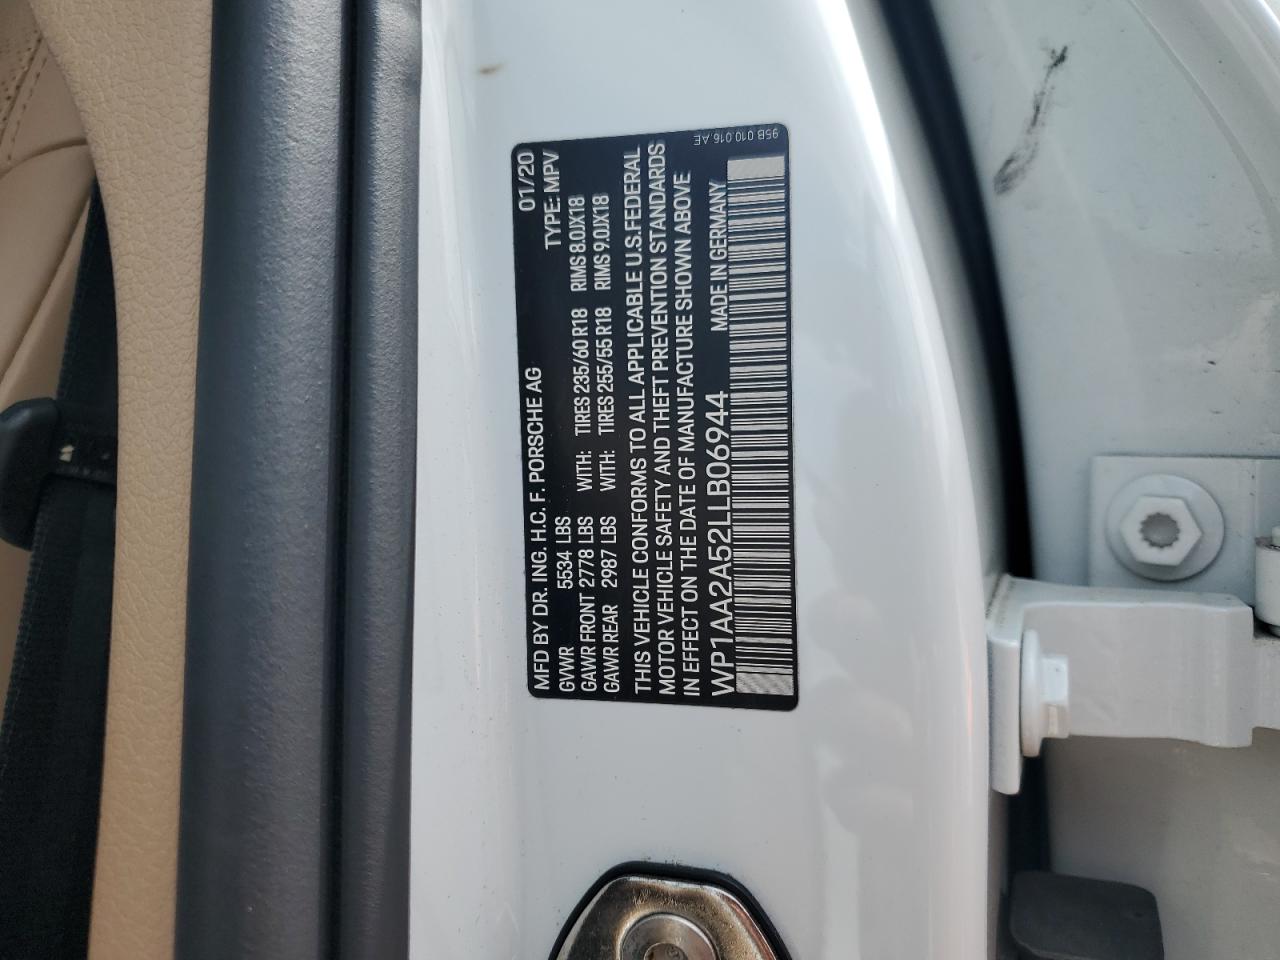 MFD BY DR. ING. H.C. F. PORSCHE AG 01/20
GVWR 5534 LBS TYPE: MPV
GAWR FRONT 2778 LBS WITH: TIRES 235/60 R18 RIMS 8.0JX18
GAWR REAR 2987 LBS WITH: TIRES 255/55 R18 RIMS 9.0JX18
THIS VEHICLE CONFORMS TO ALL APPLICABLE U.S.FEDERAL
MOTOR VEHICLE SAFETY AND THEFT PREVENTION STANDARDS
IN EFFECT ON THE DATE OF MANUFACTURE SHOWN ABOVE
WP1AA2A52LLB06944 MADE IN GERMANY
95B.010.016.AE